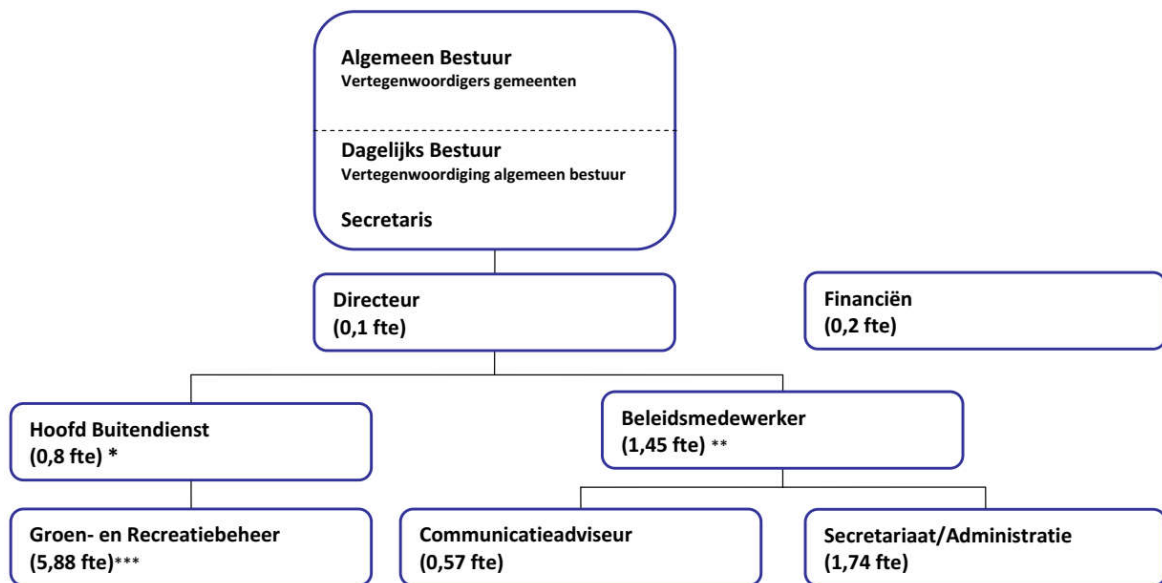 Algemeen Bestuur
Vertegenwoordigers gemeenten
Dagelijks Bestuur
Vertegenwoordiging algemeen bestuur
Secretaris
Directeur
(0,1 fte)
Financiën
(0,2 fte)
Hoofd Buitendienst
(0,8 fte) *
Beleidsmedewerker
(1,45 fte) **
Groen- en Recreatiebeheer
(5,88 fte)***
Communicatieadviseur
(0,57 fte)
Secretariaat/Administratie
(1,74 fte)